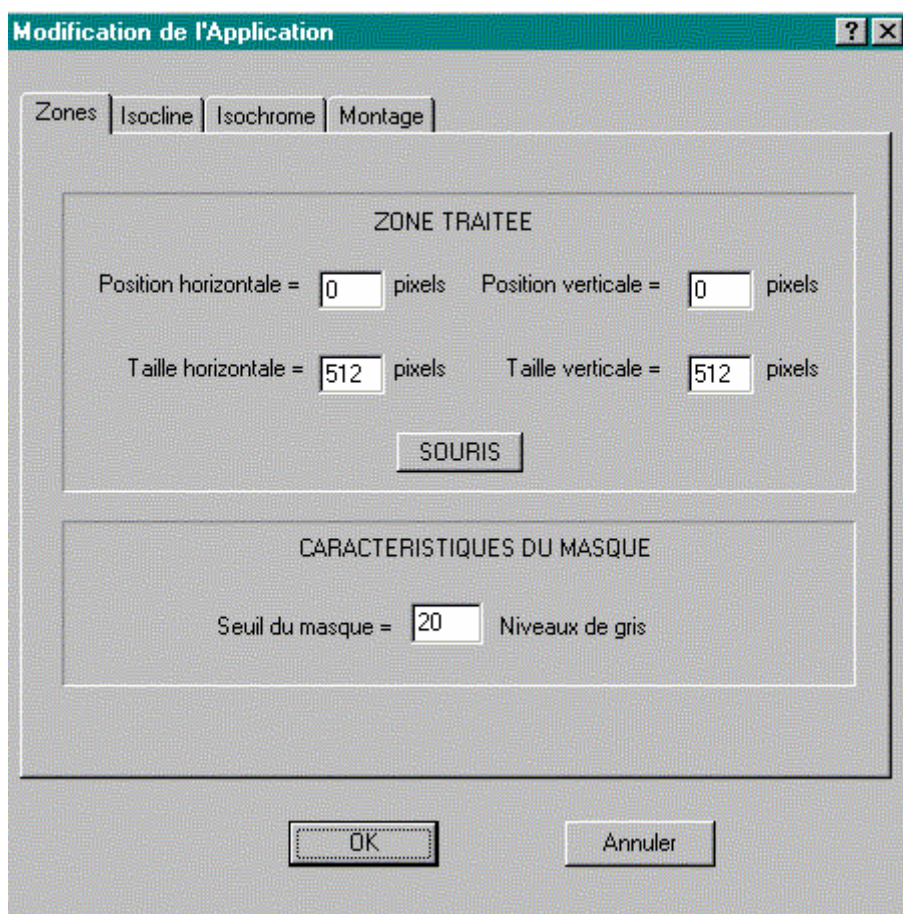 Modification de l'Application
Zones Isocline Isochrome Montage
ZONE TRAITEE
Position horizontale = 0 pixels Position verticale = 0 pixels
Taille horizontale = 512 pixels Taille verticale = 512 pixels
SOURIS
CARACTERISTIQUES DU MASQUE
Seuil du masque = 20 Niveaux de gris
OK Annuler